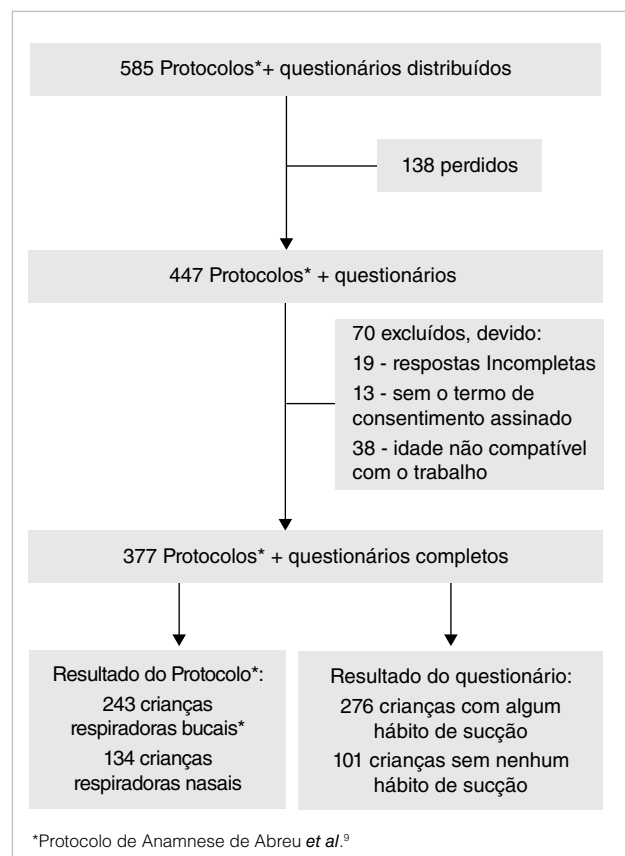 585 Protocolos*+ questionários distribuídos
138 perdidos
447 Protocolos* + questionários
70 excluídos, devido:
19 - respostas Incompletas
13 - sem o termo de
consentimento assinado
38 - idade não compatível
com o trabalho
377 Protocolos* + questionários completos
Resultado do Protocolo*:
243 crianças
respiradoras bucais*
134 crianças
respiradoras nasais
Resultado do questionário:
276 crianças com algum
hábito de sucção
101 crianças sem nenhum
hábito de sucção
*Protocolo de Anamnese de Abreu et al.⁹